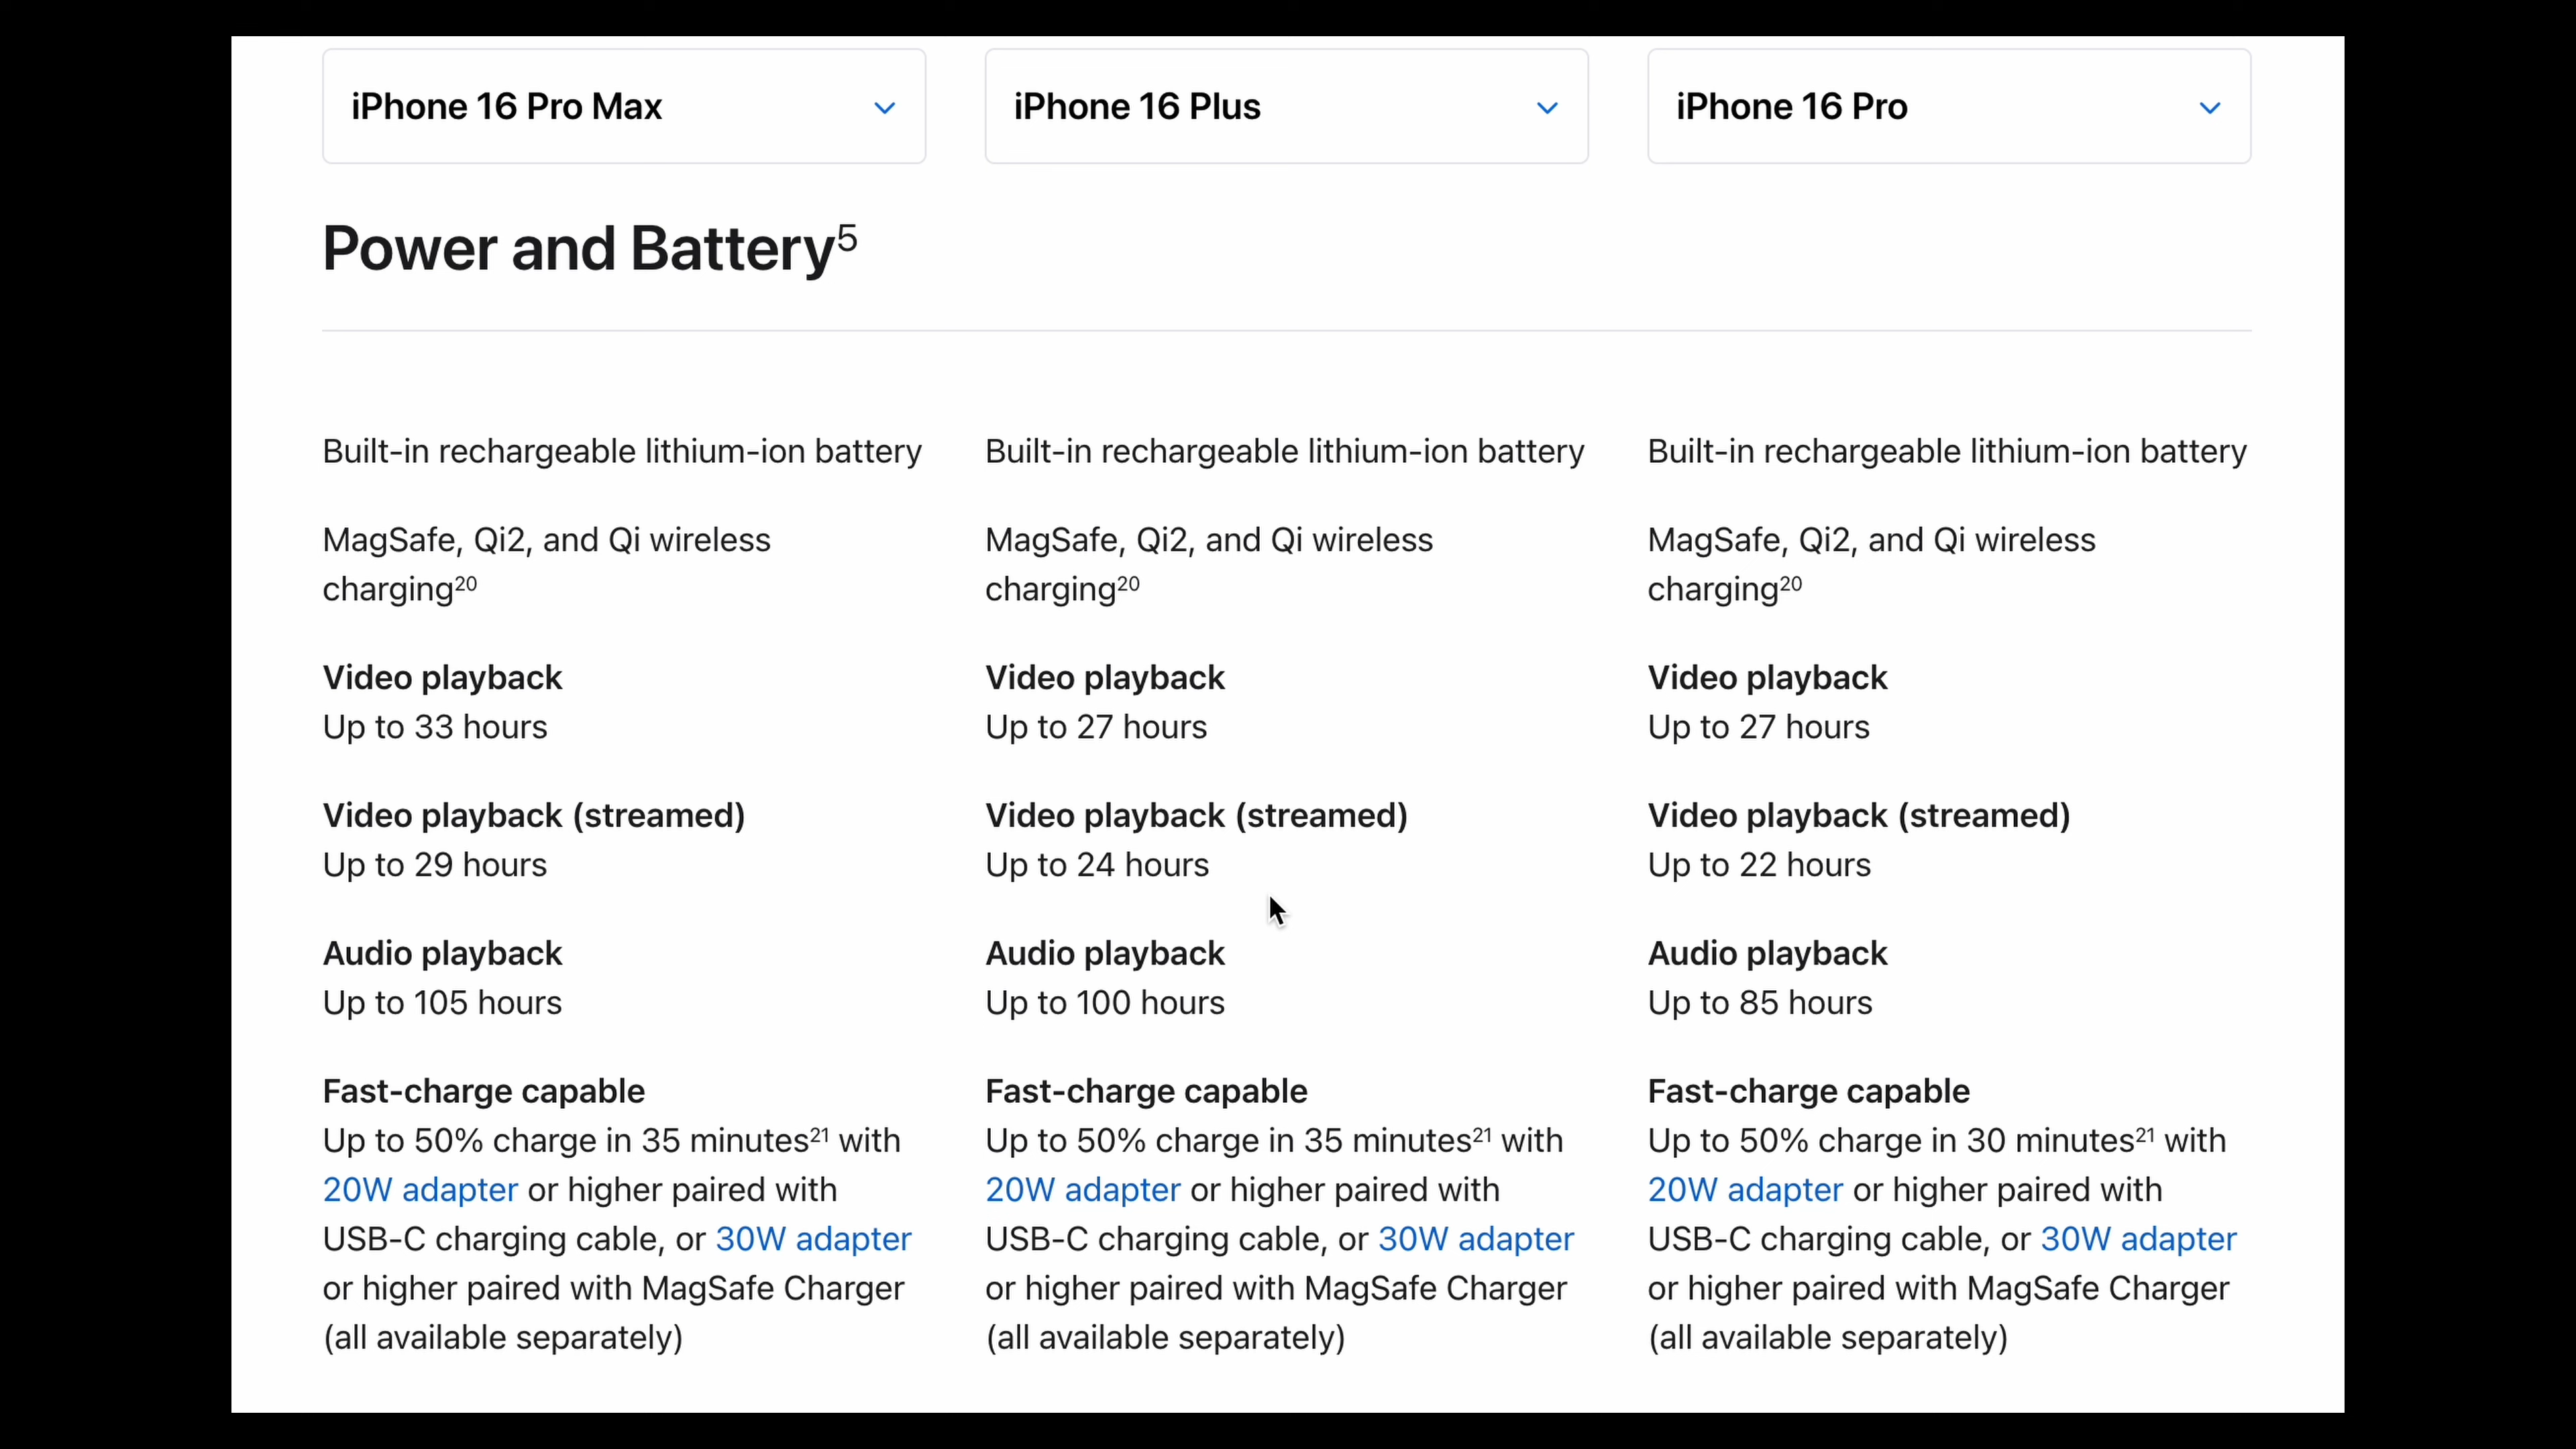 iPhone 16 Pro Max
iPhone 16 Plus
iPhone 16 Pro
Power and Battery⁵
Built-in rechargeable lithium-ion battery
MagSafe, Qi2, and Qi wireless
charging²⁰
Video playback
Up to 33 hours
Video playback (streamed)
Up to 29 hours
Audio playback
Up to 105 hours
Fast-charge capable
Up to 50% charge in 35 minutes²¹ with
20W adapter or higher paired with
USB-C charging cable, or 30W adapter
or higher paired with MagSafe Charger
(all available separately)
Built-in rechargeable lithium-ion battery
MagSafe, Qi2, and Qi wireless
charging²⁰
Video playback
Up to 27 hours
Video playback (streamed)
Up to 24 hours
Audio playback
Up to 100 hours
Fast-charge capable
Up to 50% charge in 35 minutes²¹ with
20W adapter or higher paired with
USB-C charging cable, or 30W adapter
or higher paired with MagSafe Charger
(all available separately)
Built-in rechargeable lithium-ion battery
MagSafe, Qi2, and Qi wireless
charging²⁰
Video playback
Up to 27 hours
Video playback (streamed)
Up to 22 hours
Audio playback
Up to 85 hours
Fast-charge capable
Up to 50% charge in 30 minutes²¹ with
20W adapter or higher paired with
USB-C charging cable, or 30W adapter
or higher paired with MagSafe Charger
(all available separately)